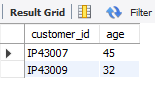 Result Grid Filter
customer_id age
IP43007 45
IP43009 32